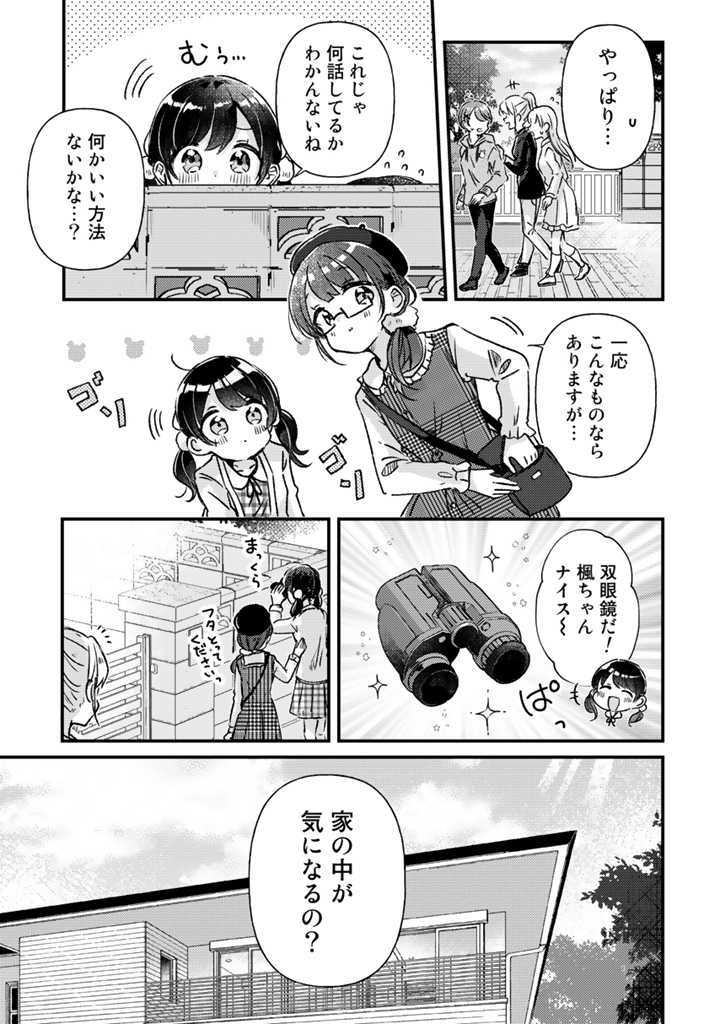 やっぱり…
これじゃ
何話してるか
わかんないね
むぅ…
何かいい方法
ないかな…？
一応
こんなものなら
ありますが…
ゴソ
ゴソ
双眼鏡だ！
楓ちゃん
ナイス〜
ぱっ
まっくら
フタとって
くださいっ
家の中が
気になるの？